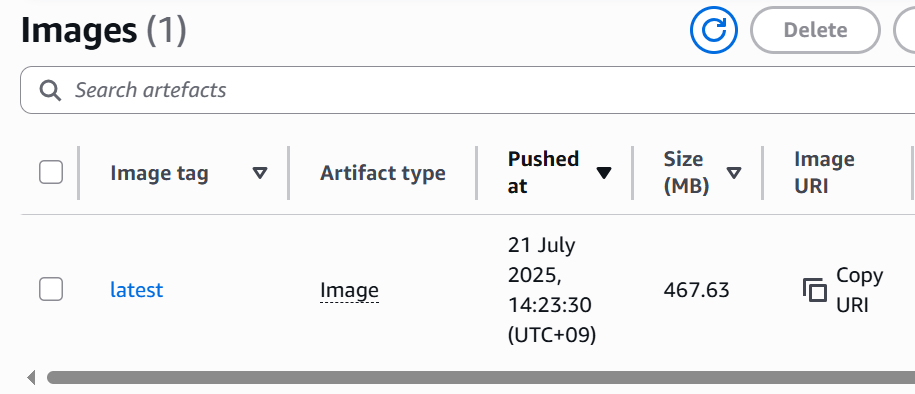 Images (1)
Delete
Search artefacts
Image tag
Artifact type
Pushed
at
Size
(MB)
Image
URI
latest
Image
21 July
2025,
14:23:30
(UTC+09)
467.63
Copy
URI